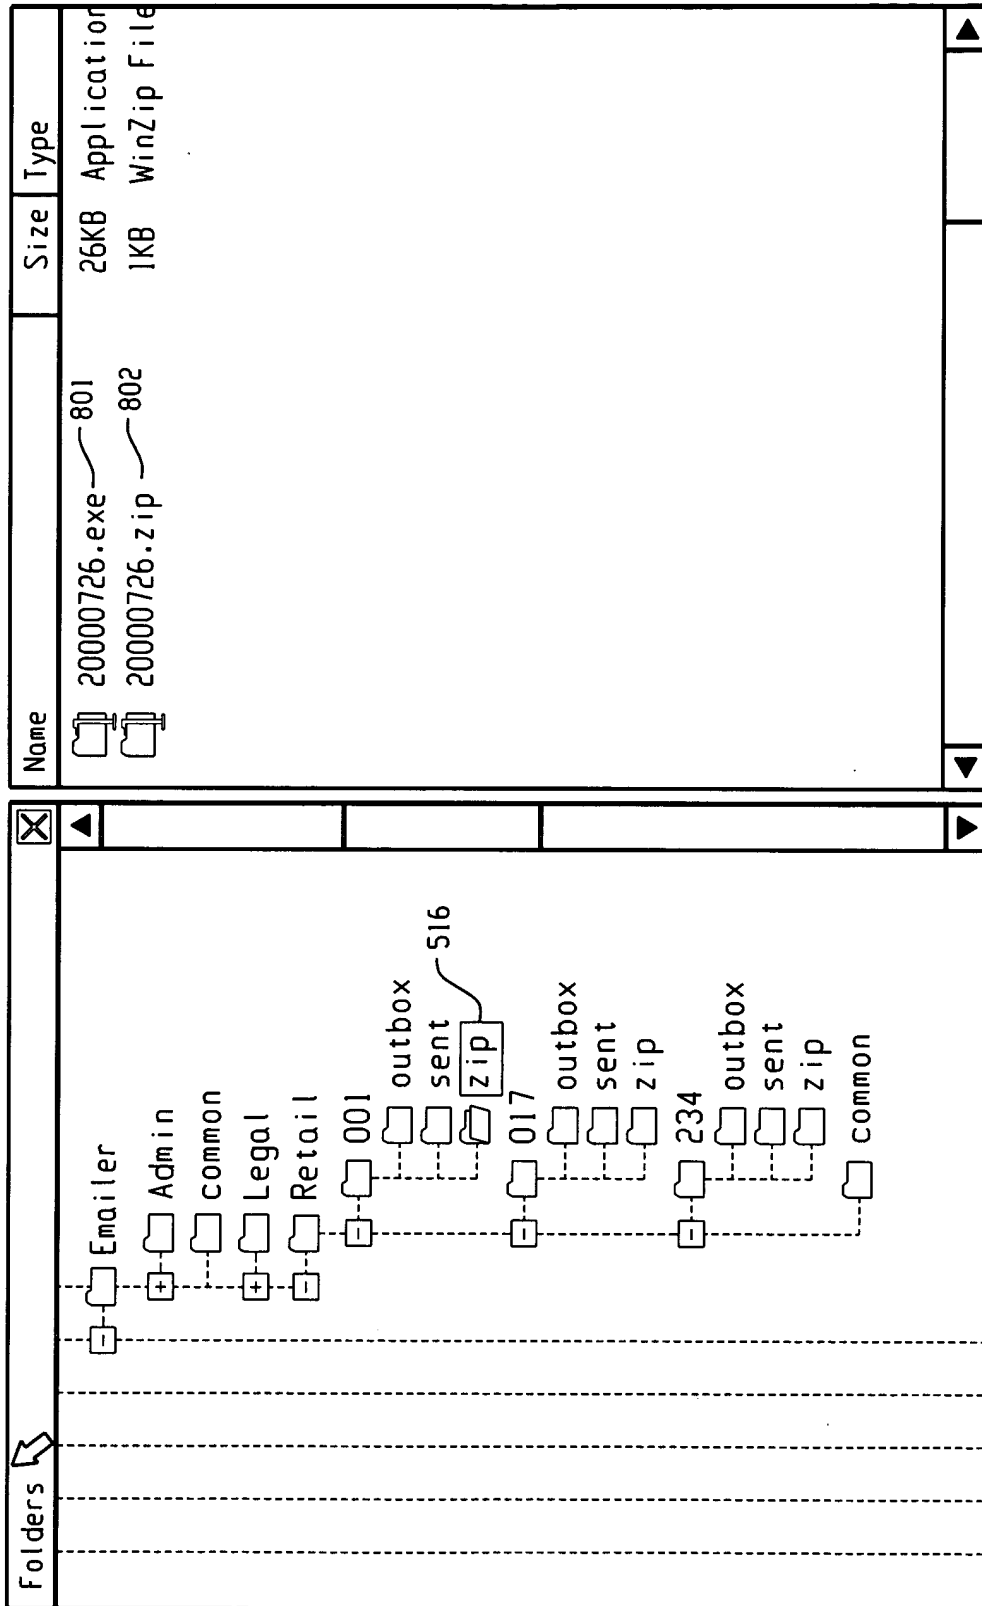 Folders
Emailer
Admin
common
Legal
Retail
001
outbox
sent
zip 516
017
outbox
sent
zip
234
outbox
sent
zip
common
Name Size Type
20000726.exe 801 26KB Application
20000726.zip 802 1KB WinZip File